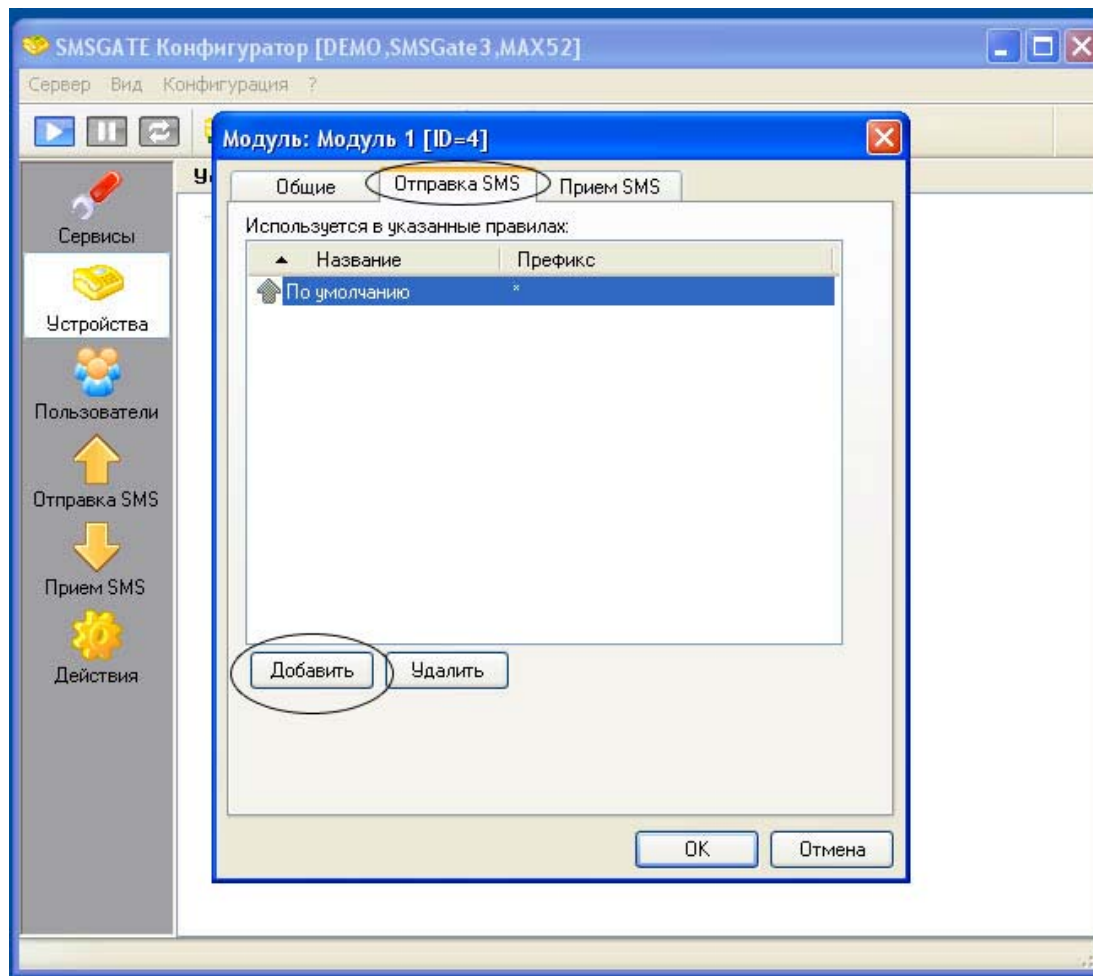 SMSGATE Конфигуратор [DEMO,SMSGate3,MAX52]
Сервер Вид Конфигурация ?
Модуль: Модуль 1 [ID=4]
Общие Отправка SMS Прием SMS
Используется в указанные правилах:
Название Префикс
По умолчанию *
Сервисы
Устройства
Пользователи
Отправка SMS
Прием SMS
Действия
Добавить Удалить
OK Отмена